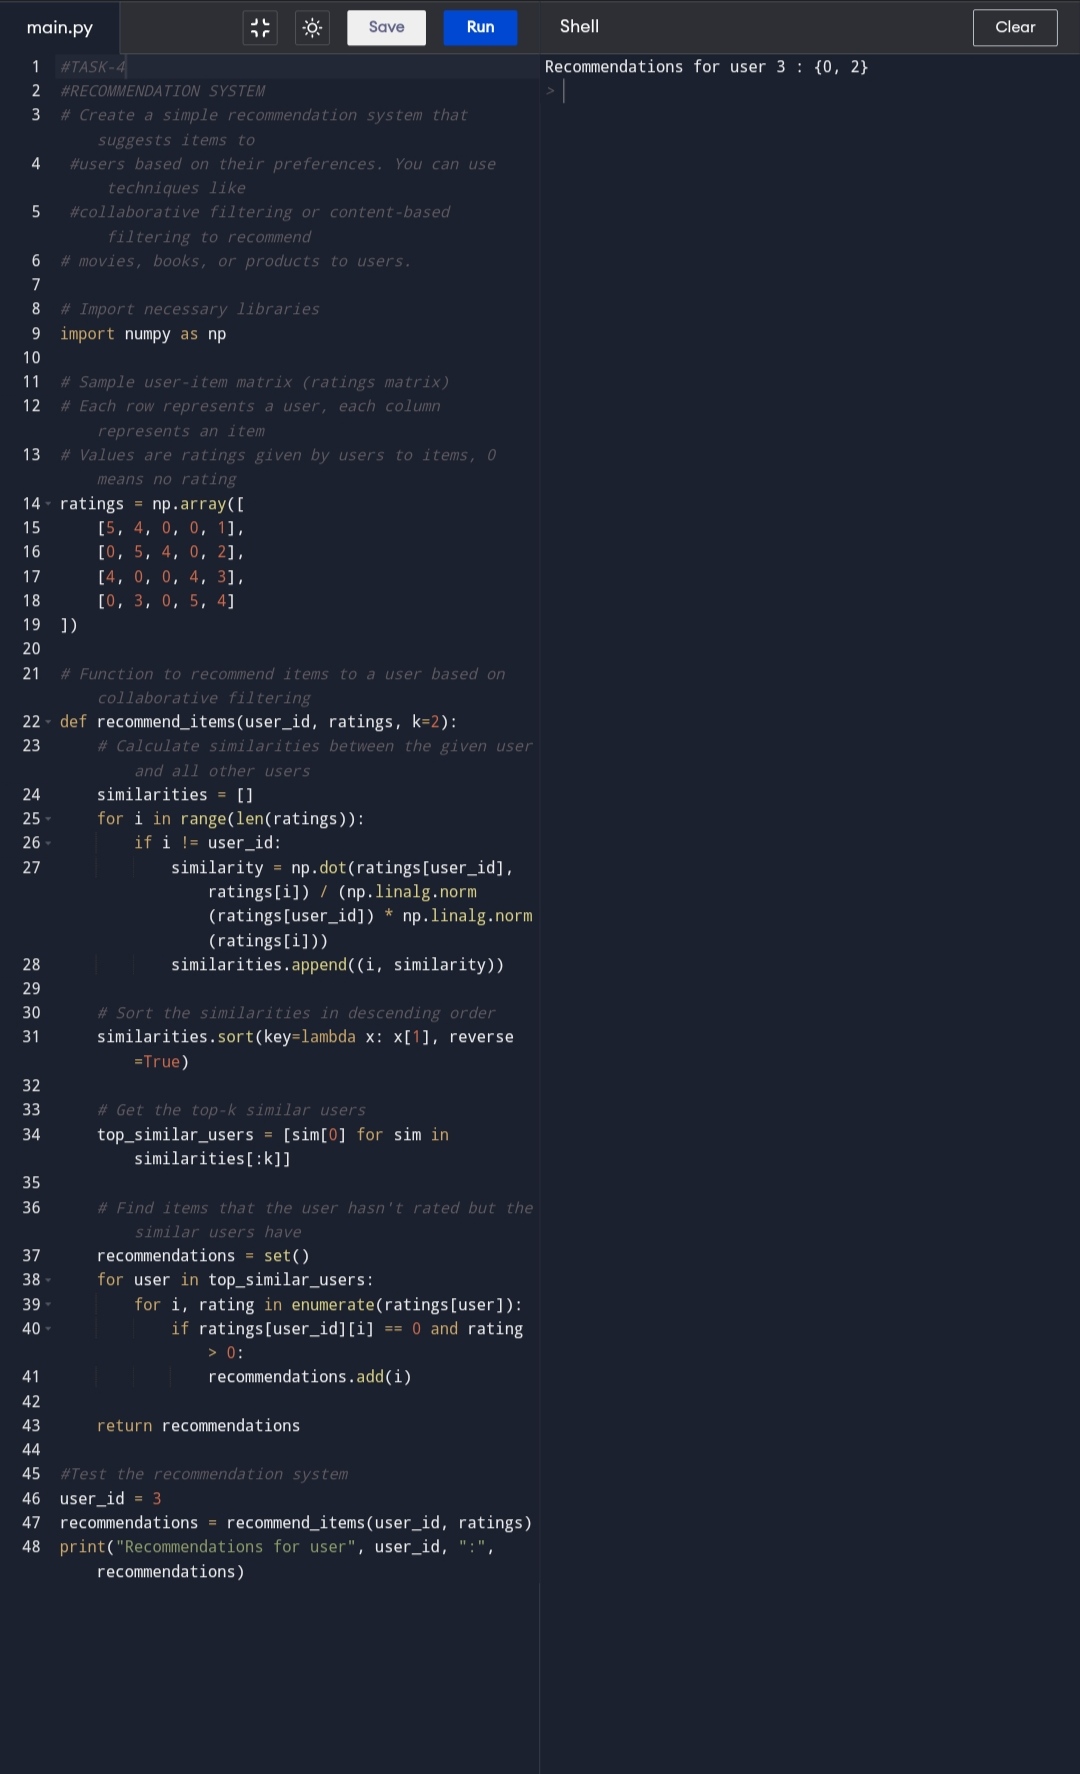 main.py
Save
Run
Shell
Clear
1 #TASK-4
2 #RECOMMENDATION SYSTEM
3 # Create a simple recommendation system that
suggests items to
4 #users based on their preferences. You can use
techniques like
5 #collaborative filtering or content-based
filtering to recommend
6 # movies, books, or products to users.
7
8 # Import necessary libraries
9 import numpy as np
10
11 # Sample user-item matrix (ratings matrix)
12 # Each row represents a user, each column
represents an item
13 # Values are ratings given by users to items, 0
means no rating
14 ratings = np.array([
15 [5, 4, 0, 0, 1],
16 [0, 5, 4, 0, 2],
17 [4, 0, 0, 4, 3],
18 [0, 3, 0, 5, 4]
19 ])
20
21 # Function to recommend items to a user based on
collaborative filtering
22 def recommend_items(user_id, ratings, k=2):
23 # Calculate similarities between the given user
and all other users
24 similarities = []
25 for i in range(len(ratings)):
26 if i != user_id:
27 similarity = np.dot(ratings[user_id],
ratings[i]) / (np.linalg.norm
(ratings[user_id]) * np.linalg.norm
(ratings[i]))
28 similarities.append((i, similarity))
29
30 # Sort the similarities in descending order
31 similarities.sort(key=lambda x: x[1], reverse
=True)
32
33 # Get the top-k similar users
34 top_similar_users = [sim[0] for sim in
similarities[:k]]
35
36 # Find items that the user hasn't rated but the
similar users have
37 recommendations = set()
38 for user in top_similar_users:
39 for i, rating in enumerate(ratings[user]):
40 if ratings[user_id][i] == 0 and rating
> 0:
41 recommendations.add(i)
42
43 return recommendations
44
45 #Test the recommendation system
46 user_id = 3
47 recommendations = recommend_items(user_id, ratings)
48 print("Recommendations for user", user_id, ":",
recommendations)
Recommendations for user 3 : {0, 2}
>